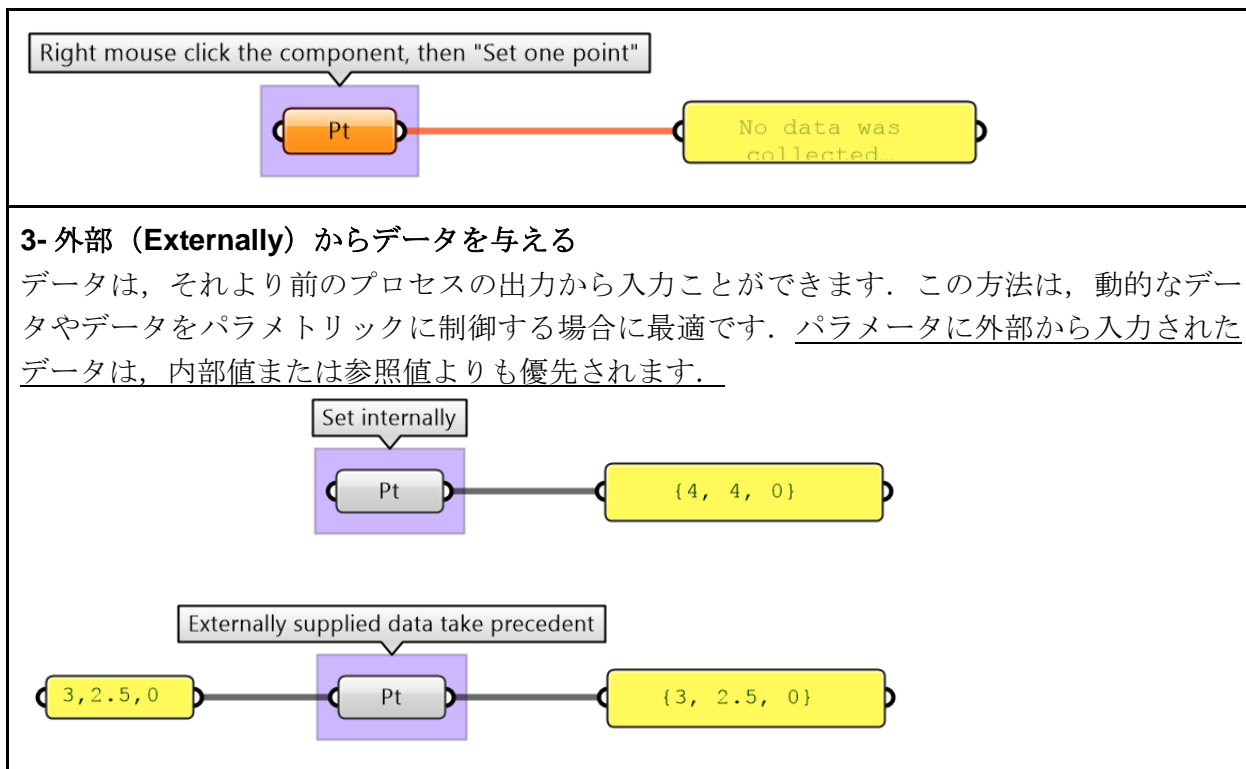 Right mouse click the component, then "Set one point"
Pt
No data was
collected…
3- 外部（Externally）からデータを与える
データは，それより前のプロセスの出力から入力ことができます．この方法は，動的なデー
タやデータをパラメトリックに制御する場合に最適です．パラメータに外部から入力された
データは，内部値または参照値よりも優先されます．
Set internally
Pt
{4, 4, 0}
Externally supplied data take precedent
3,2.5,0
Pt
{3, 2.5, 0}